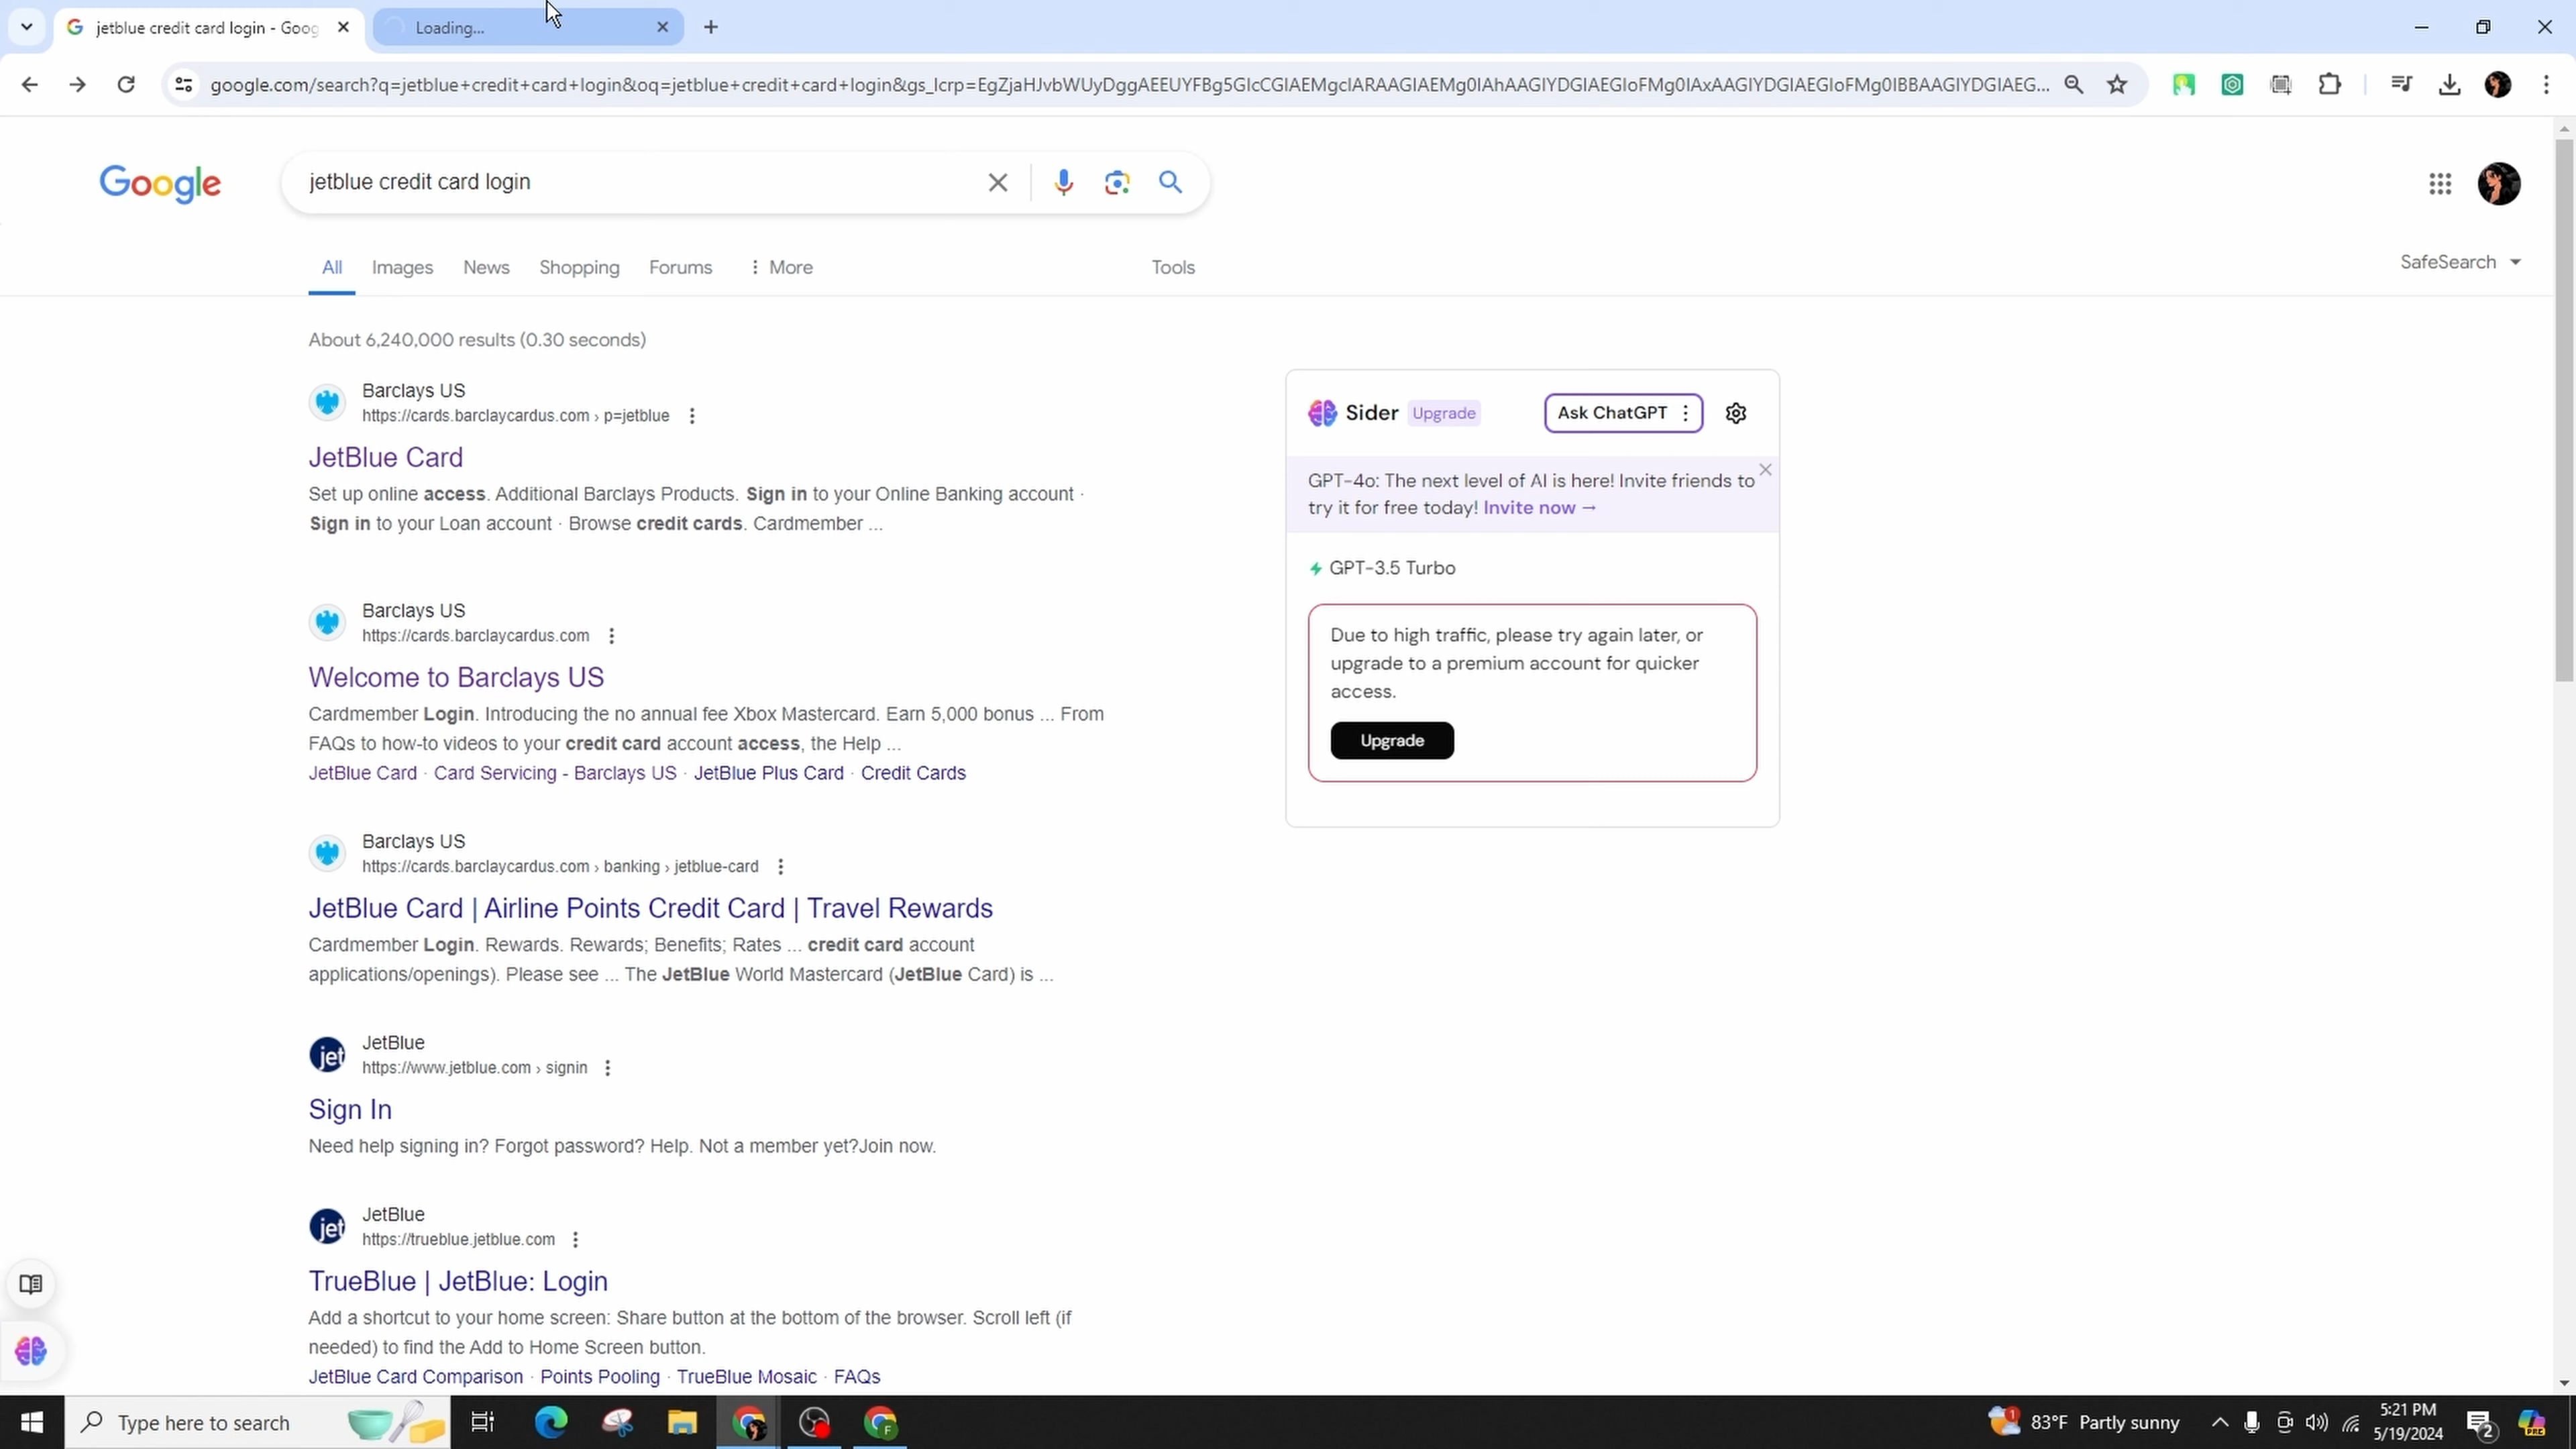 jetblue credit card login - Goog
Loading...
google.com/search?q=jetblue+credit+card+login&oq=jetblue+credit+card+login&gs_lcrp=
Google
jetblue credit card login
All
Images
News
Shopping
Forums
More
Tools
SafeSearch
About 6,240,000 results (0.30 seconds)
Barclays US
https://cards.barclaycardus.com › p=jetblue
JetBlue Card
Set up online access. Additional Barclays Products. Sign in to your Online Banking account ·
Sign in to your Loan account · Browse credit cards. Cardmember ...
Barclays US
https://cards.barclaycardus.com
Welcome to Barclays US
Cardmember Login. Introducing the no annual fee Xbox Mastercard. Earn 5,000 bonus ... From
FAQs to how-to videos to your credit card account access, the Help ...
JetBlue Card · Card Servicing - Barclays US · JetBlue Plus Card · Credit Cards
Barclays US
https://cards.barclaycardus.com › banking › jetblue-card
JetBlue Card | Airline Points Credit Card | Travel Rewards
Cardmember Login. Rewards. Rewards; Benefits; Rates ... credit card account
applications/openings). Please see ... The JetBlue World Mastercard (JetBlue Card) is ...
jet
JetBlue
https://www.jetblue.com › signin
Sign In
Need help signing in? Forgot password? Help. Not a member yet?Join now.
jet
JetBlue
https://trueblue.jetblue.com
TrueBlue | JetBlue: Login
Add a shortcut to your home screen: Share button at the bottom of the browser. Scroll left (if
needed) to find the Add to Home Screen button.
JetBlue Card Comparison · Points Pooling · TrueBlue Mosaic · FAQs
Sider
Upgrade
Ask ChatGPT
GPT-4o: The next level of AI is here! Invite friends to
try it for free today! Invite now →
GPT-3.5 Turbo
Due to high traffic, please try again later, or
upgrade to a premium account for quicker
access.
Upgrade
Type here to search
F
1
83°F Partly sunny
5:21 PM
5/19/2024
2
PRE